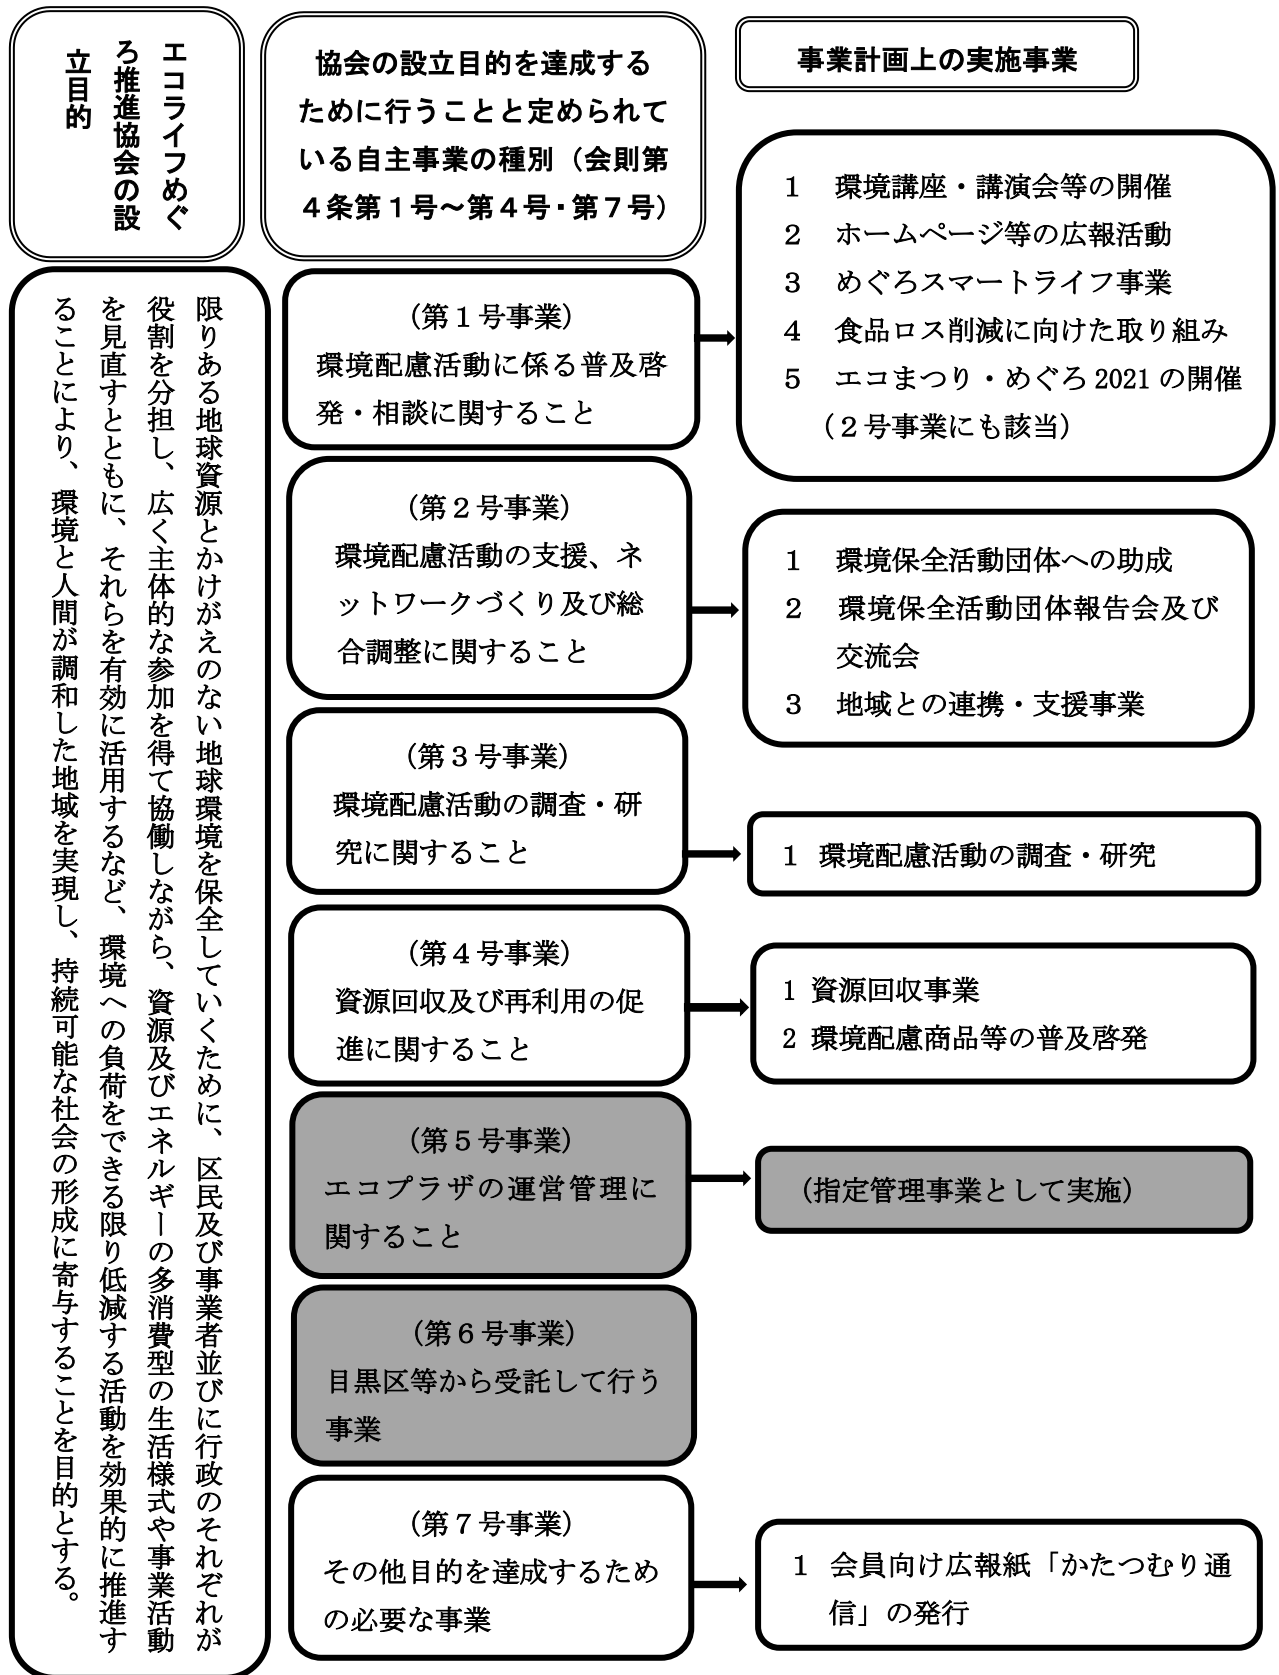 エコライフめぐ
ろ推進協会の設
立目的
限りある地球資源とかけがえのない地球環境を保全していくために、区民及び事業者並びに行政のそれぞれが
役割を分担し、広く主体的な参加を得て協働しながら、資源及びエネルギーの多消費型の生活様式や事業活動
を見直すとともに、それらを有効に活用するなど、環境への負荷をできる限り低減する活動を効果的に推進す
ることにより、環境と人間が調和した地域を実現し、持続可能な社会の形成に寄与することを目的とする。
協会の設立目的を達成する
ために行うことと定められて
いる自主事業の種別（会則第
４条第１号～第４号・第７号）
（第１号事業）
環境配慮活動に係る普及啓
発・相談に関すること
（第２号事業）
環境配慮活動の支援、ネ
ットワークづくり及び総
合調整に関すること
（第３号事業）
環境配慮活動の調査・研
究に関すること
（第４号事業）
資源回収及び再利用の促
進に関すること
（第５号事業）
エコプラザの運営管理に
関すること
（第６号事業）
目黒区等から受託して行う
事業
（第７号事業）
その他目的を達成するため
の必要な事業
事業計画上の実施事業
１　環境講座・講演会等の開催
２　ホームページ等の広報活動
３　めぐろスマートライフ事業
４　食品ロス削減に向けた取り組み
５　エコまつり・めぐろ 2021 の開催
（２号事業にも該当）
１　環境保全活動団体への助成
２　環境保全活動団体報告会及び
交流会
３　地域との連携・支援事業
１ 環境配慮活動の調査・研究
１ 資源回収事業
２ 環境配慮商品等の普及啓発
（指定管理事業として実施）
１ 会員向け広報紙「かたつむり通
信」の発行